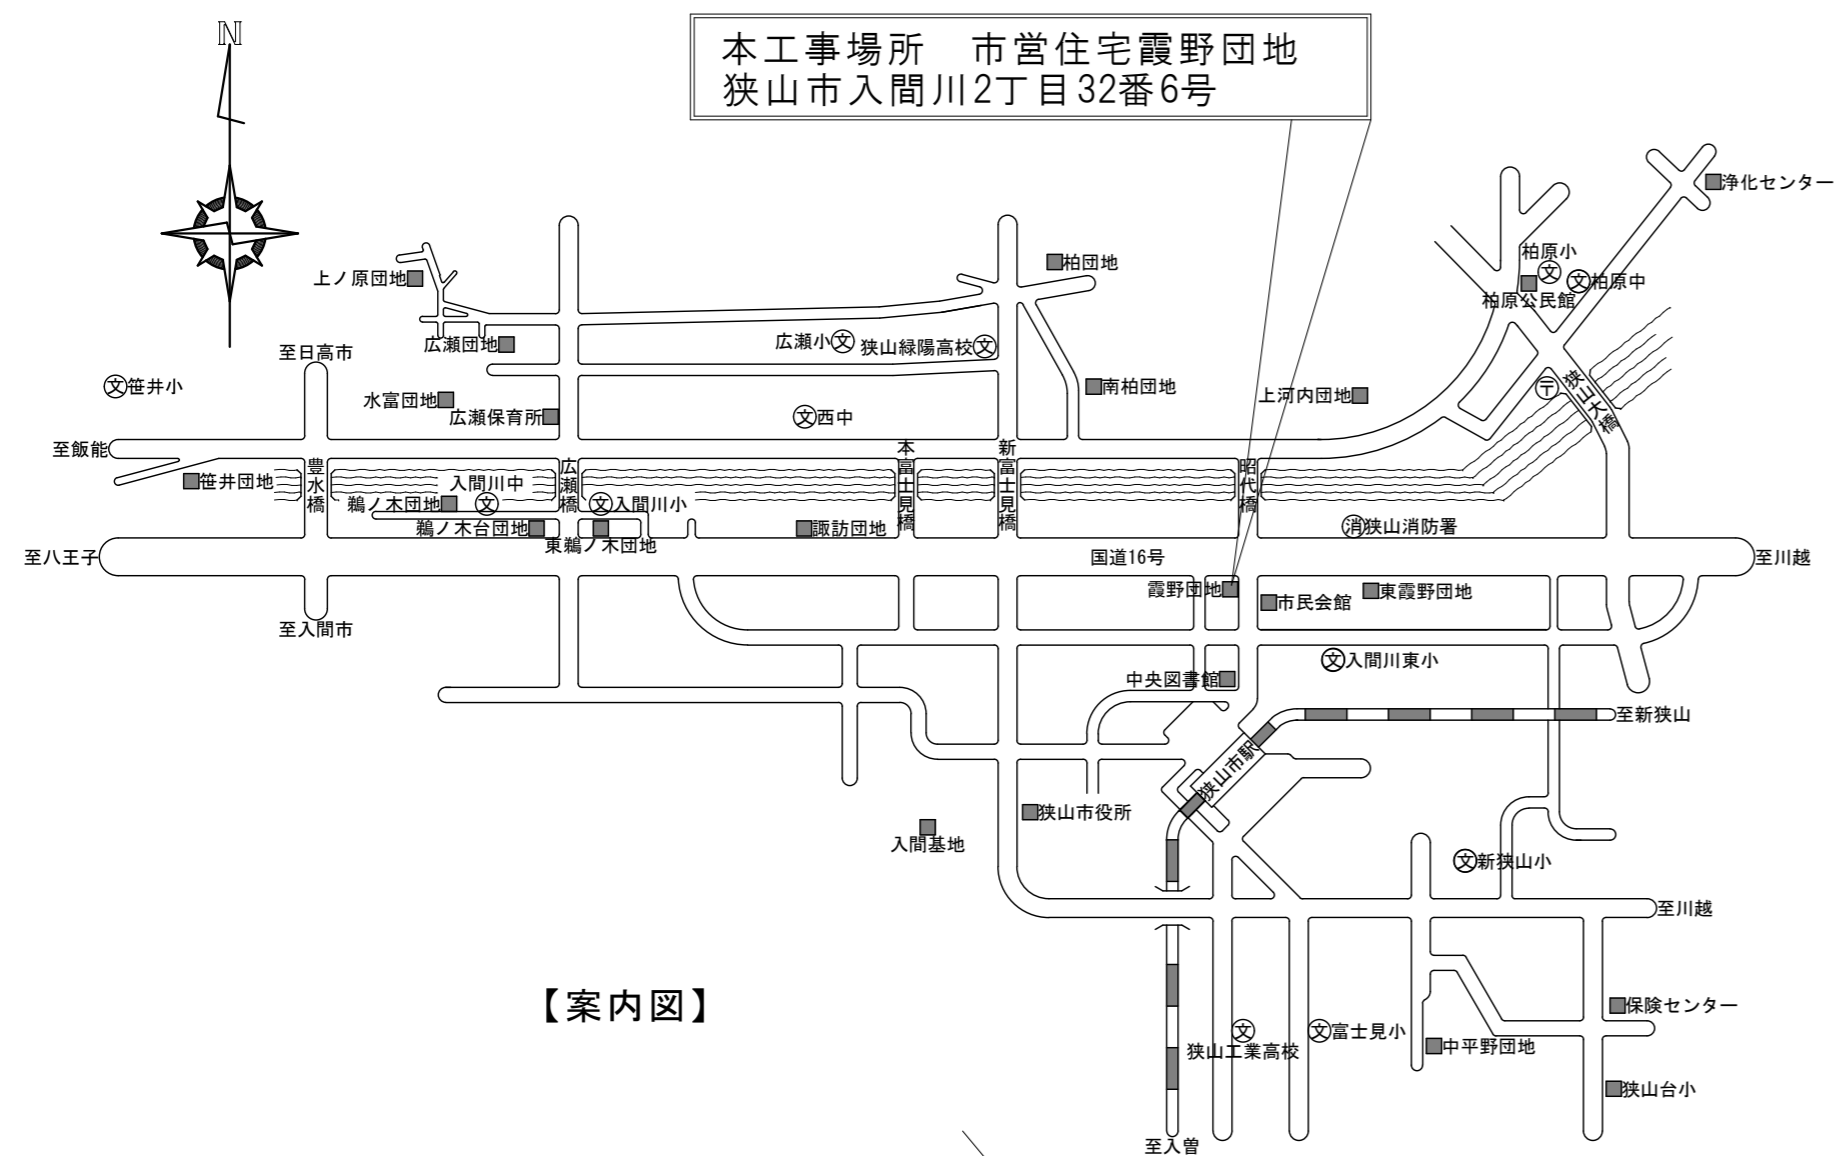 N
本工事場所　市営住宅霞野団地
狭山市入間川2丁目32番6号
浄化センター
柏原小
文
文柏原中
柏原公民館
上ノ原団地
柏団地
広瀬団地
広瀬小文
狭山緑陽高校文
至日高市
文笹井小
水富団地
広瀬保育所
文西中
南柏団地
上河内団地
〒
狭山大橋
至飯能
笹井団地
豊水橋
入間川中
文
鵜ノ木団地
広瀬橋
文入間川小
本富士見橋
新富士見橋
昭代橋
鵜ノ木台団地
東鵜ノ木団地
諏訪団地
消狭山消防署
至八王子
国道16号
至川越
霞野団地
市民会館
東霞野団地
至入間市
文入間川東小
中央図書館
至新狭山
狭山市駅
狭山市役所
入間基地
文新狭山小
至川越
【案内図】
保険センター
文
狭山工業高校
文富士見小
中平野団地
狭山台小
至入曽